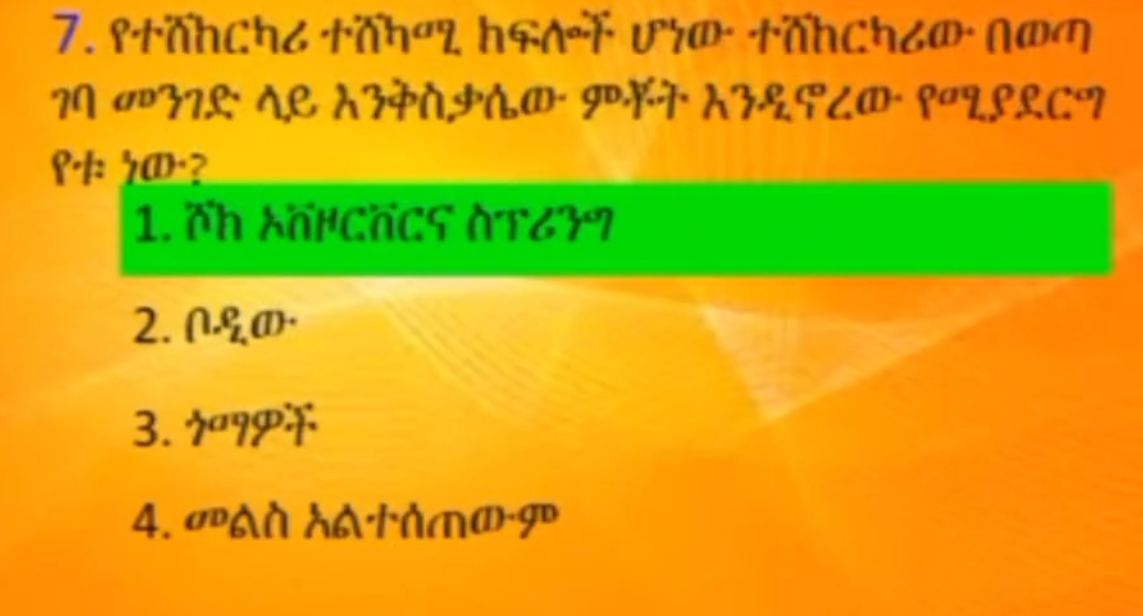 7. የተሽከርካሪ ተሸካሚ ክፍሎች ሆነው ተሽከርካሪው በወጣ
ገባ መንገድ ላይ እንቅስቃሴው ምቾት እንዲኖረው የሚያደርግ
የቱ ነው?
1. ሾክ ኦቨዞርቨርና ስፕሪንግ
2. ቦዲው
3. ጎማዎች
4. መልስ አልተሰጠውም